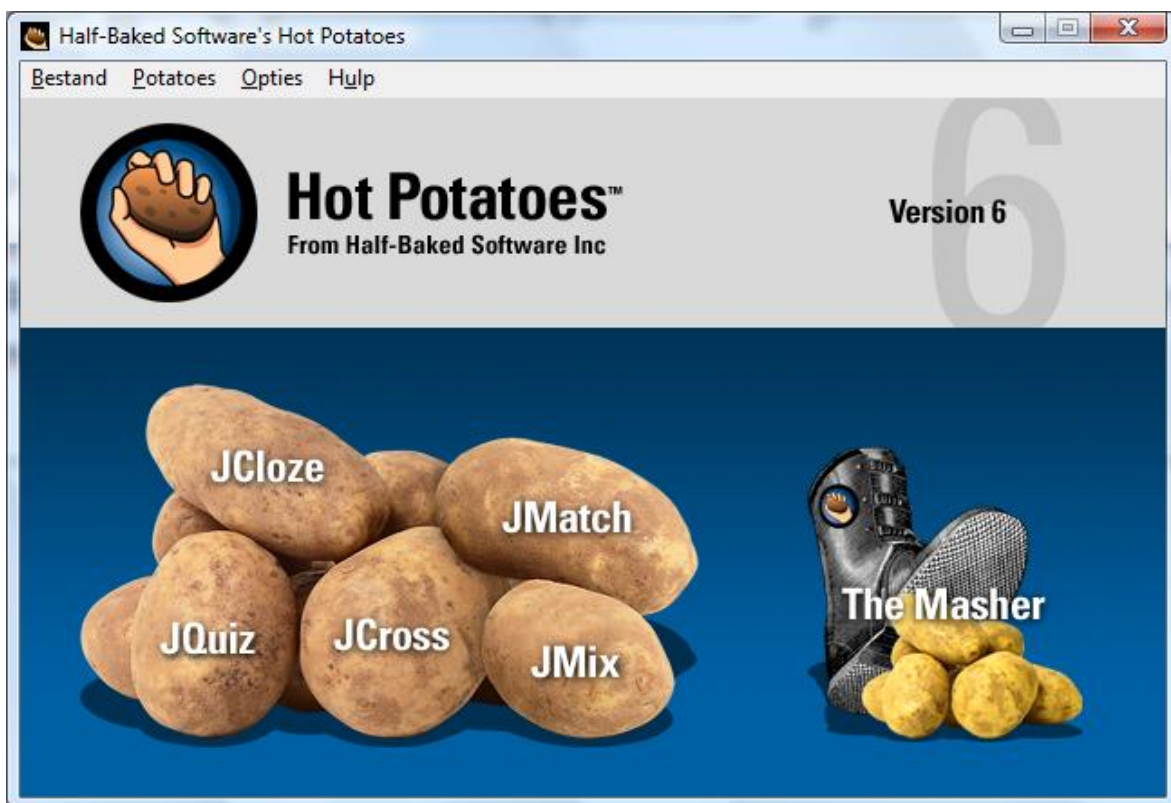 Half-Baked Software's Hot Potatoes
Bestand Potatoes Opties Hulp
Hot Potatoes™
From Half-Baked Software Inc
Version 6
6
JCloze
JMatch
The Masher
JQuiz
JCross
JMix